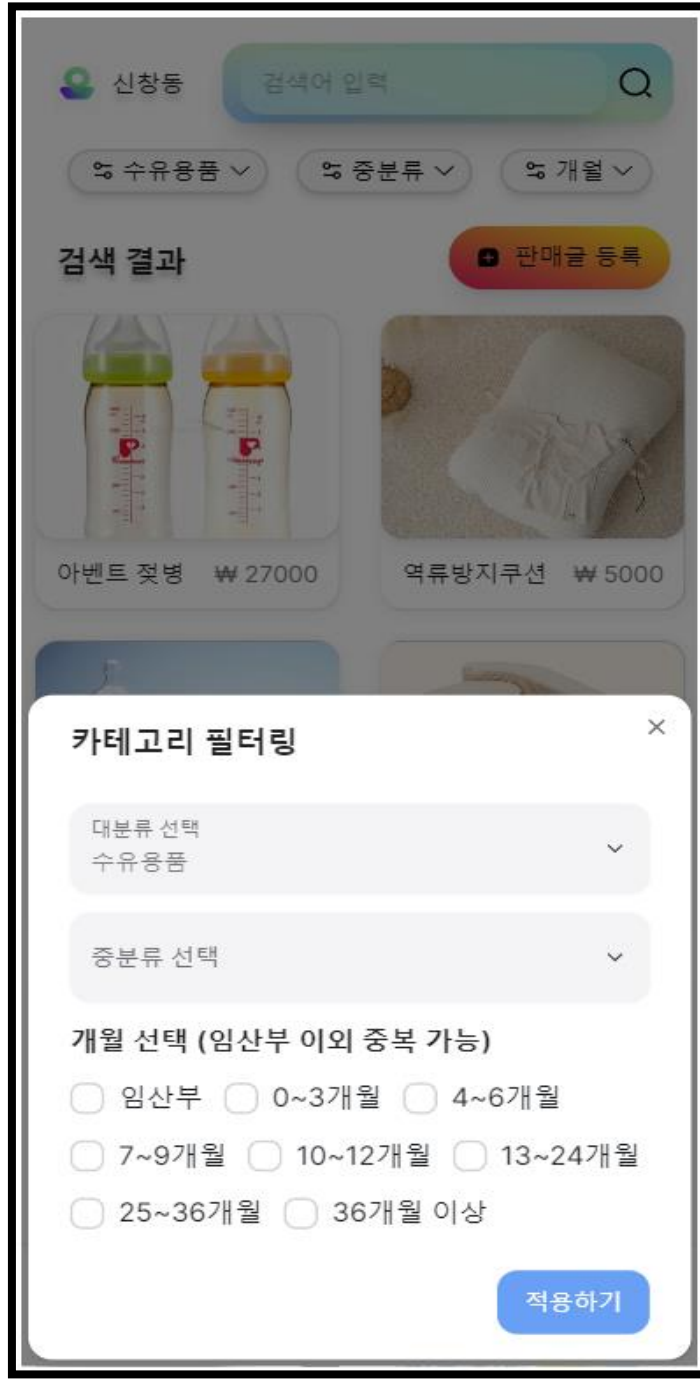 신창동
검색어 입력
수유용품
중분류
개월
검색 결과
판매글 등록
아벤트 젖병 ₩ 27000
역류방지쿠션 ₩ 5000
카테고리 필터링
대분류 선택
수유용품
중분류 선택
개월 선택 (임산부 이외 중복 가능)
임산부 0~3개월 4~6개월
7~9개월 10~12개월 13~24개월
25~36개월 36개월 이상
적용하기